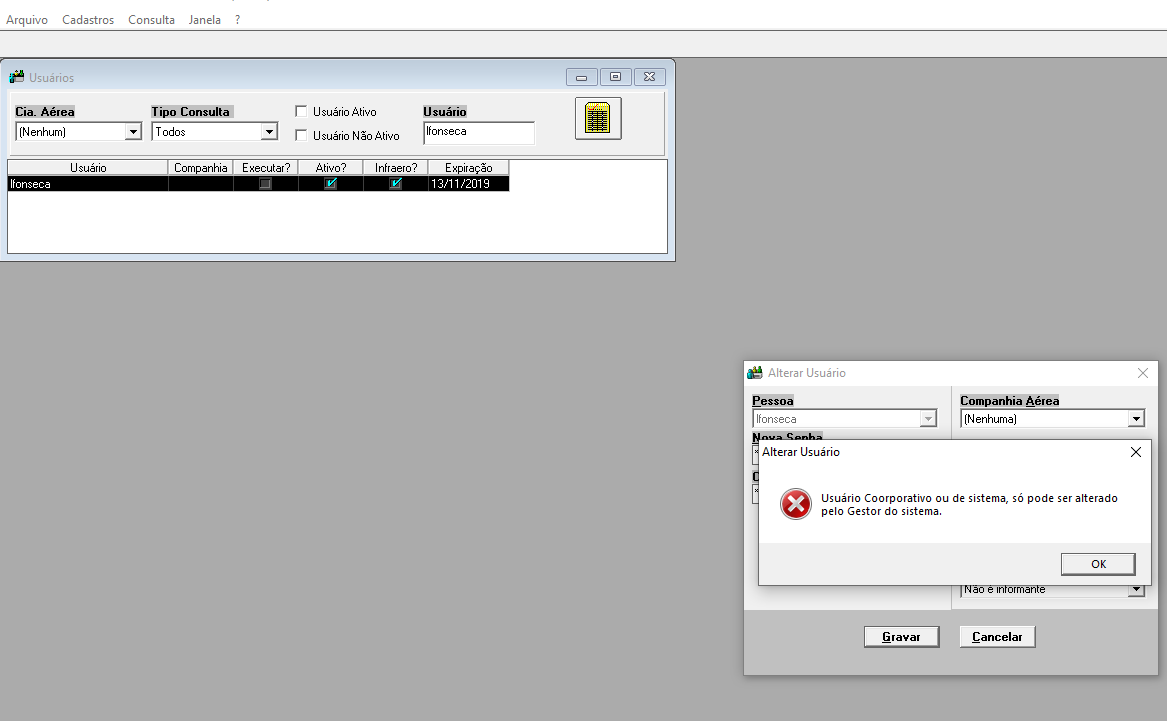 Arquivo Cadastros Consulta Janela ?
Usuários
Cia. Aérea Tipo Consulta Usuário Ativo Usuário
(Nenhum) Todos Usuário Não Ativo lfonseca
Usuário Companhia Executar? Ativo? Infraero? Expiração
lfonseca 13/11/2019
Alterar Usuário
Pessoa Companhia Aérea
lfonseca (Nenhuma)
Nova Senha
Alterar Usuário
Usuário Coorporativo ou de sistema, só pode ser alterado
pelo Gestor do sistema.
OK
Não é informante
Gravar Cancelar